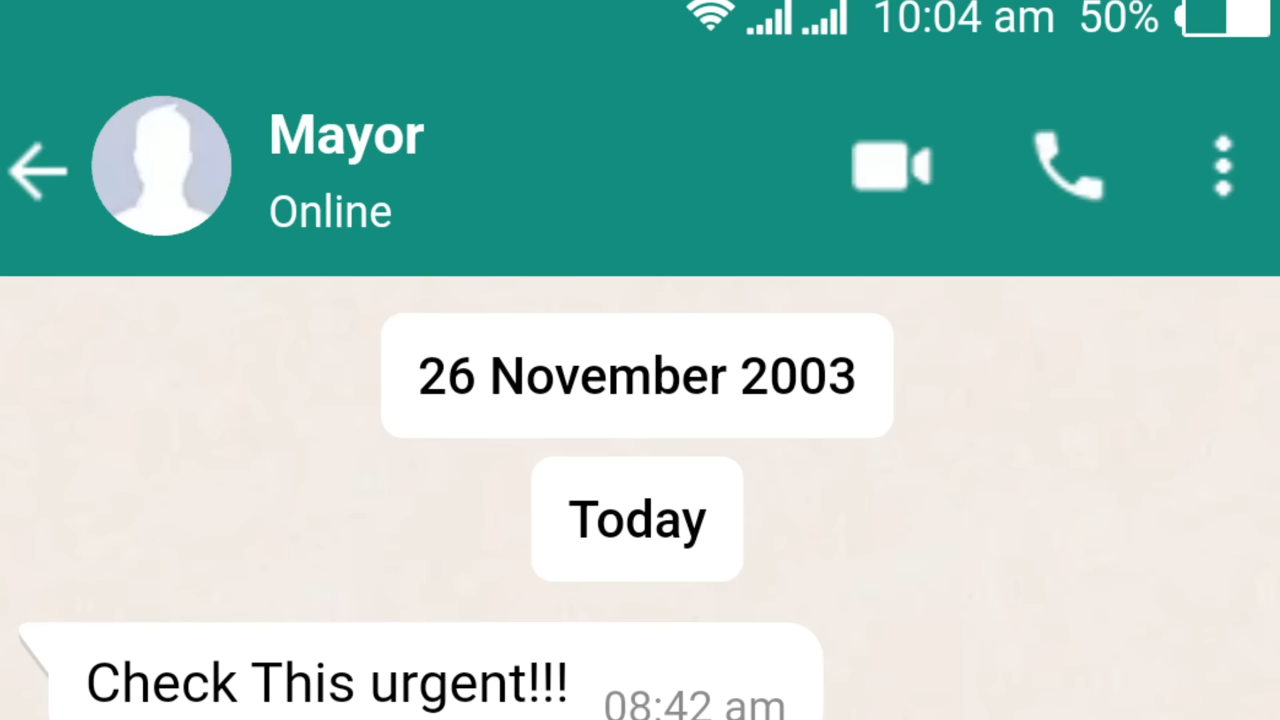 10:04 am 50%
Mayor
Online
26 November 2003
Today
Check This urgent!!!
08:42 am